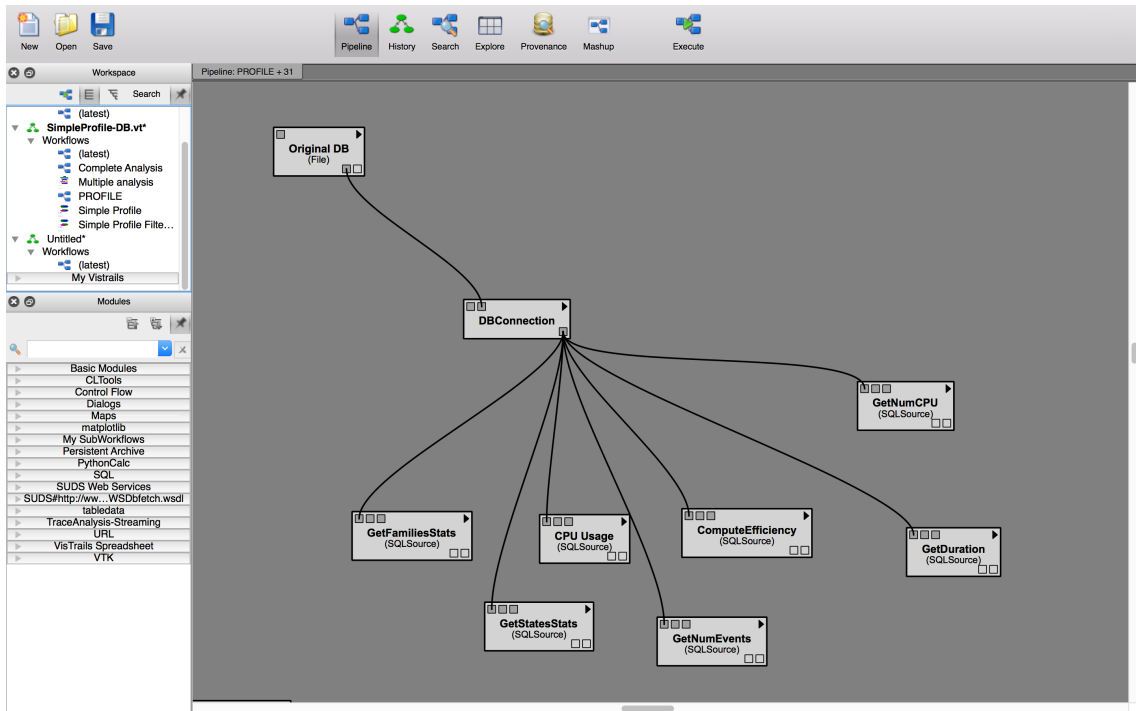 New Open Save Pipeline History Search Explore Provenance Mashup Execute
Workspace
Pipeline: PROFILE + 31
Search
(latest)
SimpleProfile-DB.vt*
Workflows
(latest)
Complete Analysis
Multiple analysis
PROFILE
Simple Profile
Simple Profile Filte...
Untitled*
Workflows
(latest)
My Vistrails
Modules
Basic Modules
CLTools
Control Flow
Dialogs
Maps
matplotlib
My SubWorkflows
Persistent Archive
PythonCalc
SQL
SUDS Web Services
SUDS#http://ww...WSDbfetch.wsdl
tabledata
TraceAnalysis-Streaming
URL
VisTrails Spreadsheet
VTK
Original DB
(File)
DBConnection
GetNumCPU
(SQLSource)
GetFamiliesStats
(SQLSource)
CPU Usage
(SQLSource)
ComputeEfficiency
(SQLSource)
GetDuration
(SQLSource)
GetStatesStats
(SQLSource)
GetNumEvents
(SQLSource)